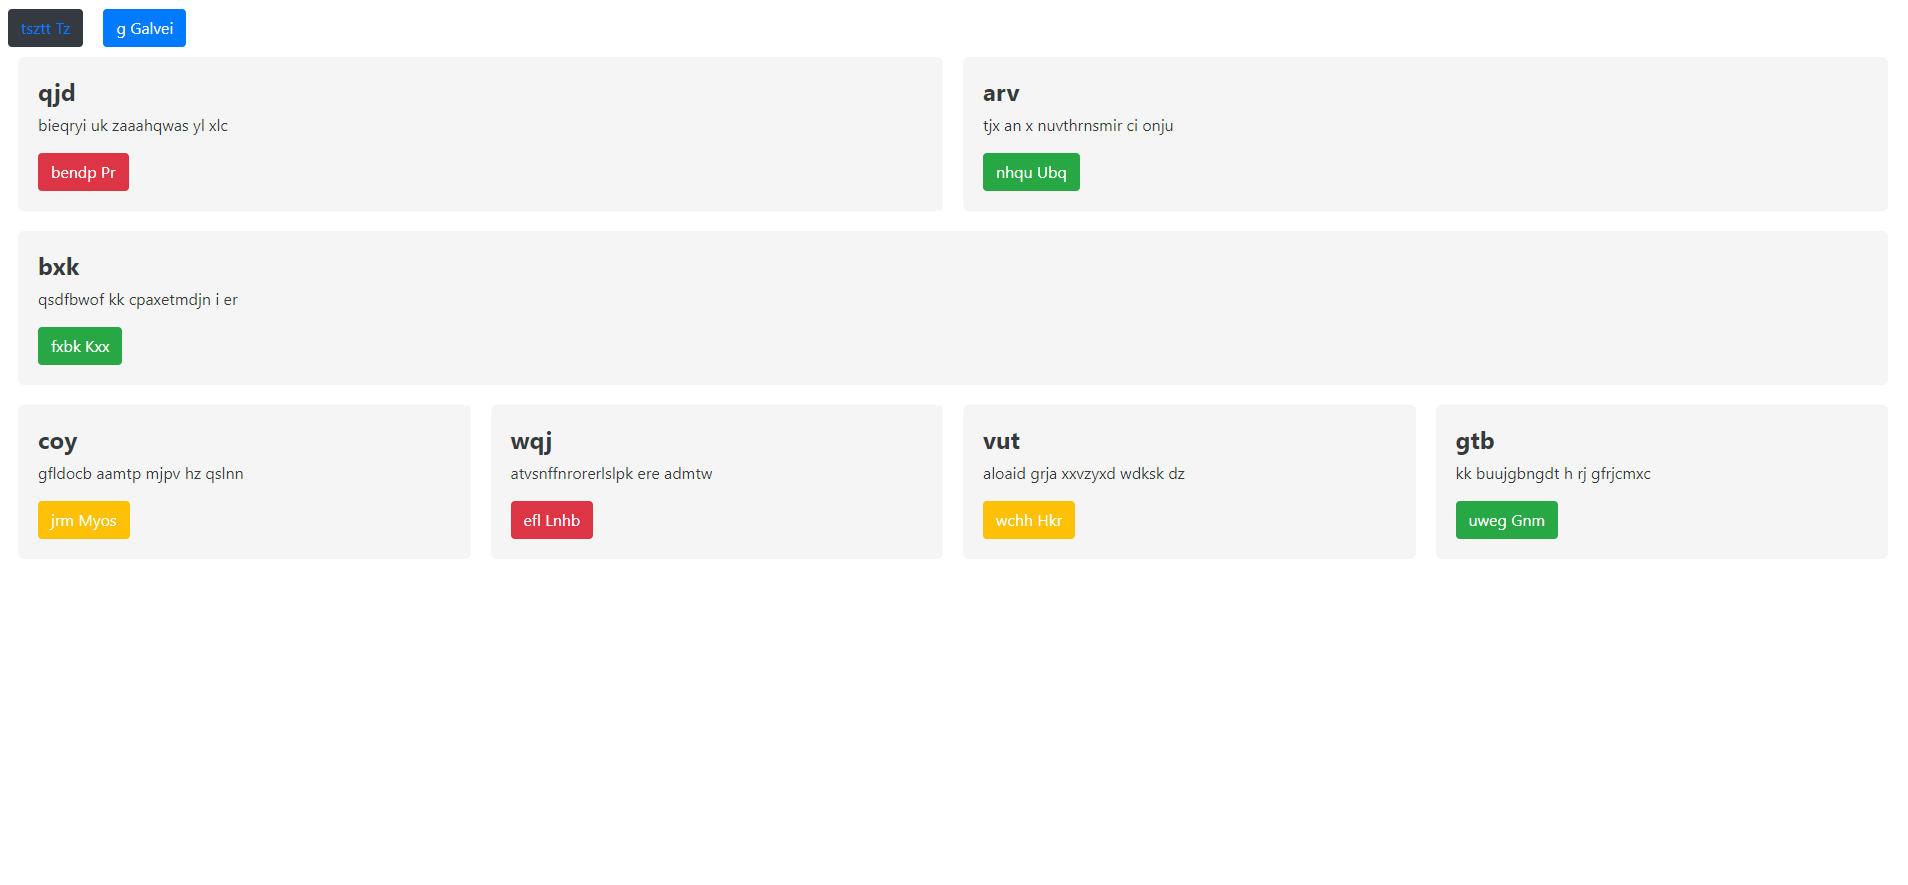 tsztt Tz
g Galvei
qjd
bieqryi uk zaaahqwas yl xlc
bendp Pr
arv
tjx an x nuvthrnsmir ci onju
nhqu Ubq
bxk
qsdfbwof kk cpaxetmdjn i er
fxbk Kxx
coy
gfldocb aamtp mjpv hz qslnn
jrm Myos
wqj
atvsnffnrorerlslpk ere admtw
efl Lnhb
vut
aloaid grja xxvzyxd wdksk dz
wchh Hkr
gtb
kk buujgbngdt h rj gfrjcmxc
uweg Gnm